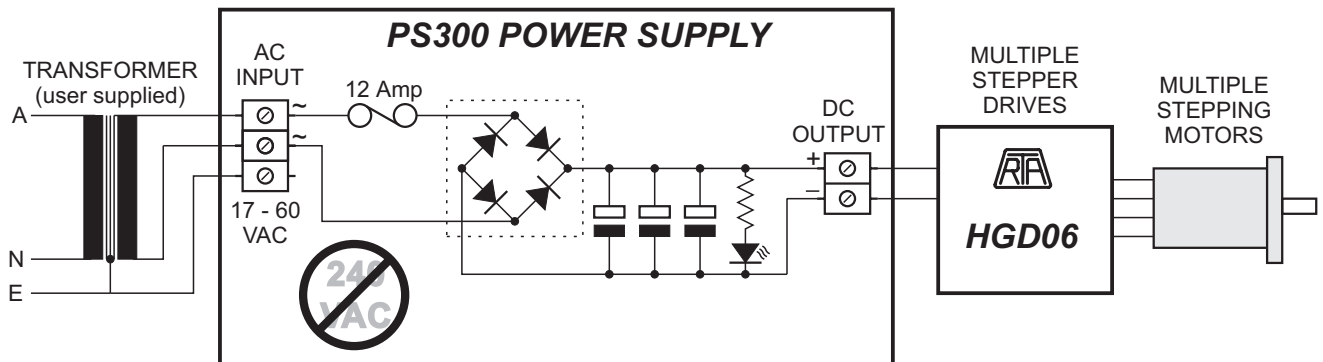 PS300 POWER SUPPLY
TRANSFORMER
(user supplied)
A
N
E
AC
INPUT
~
~
17 - 60
VAC
12 Amp
240
VAC
DC
OUTPUT
+
–
MULTIPLE
STEPPER
DRIVES
RTA
HGD06
MULTIPLE
STEPPING
MOTORS